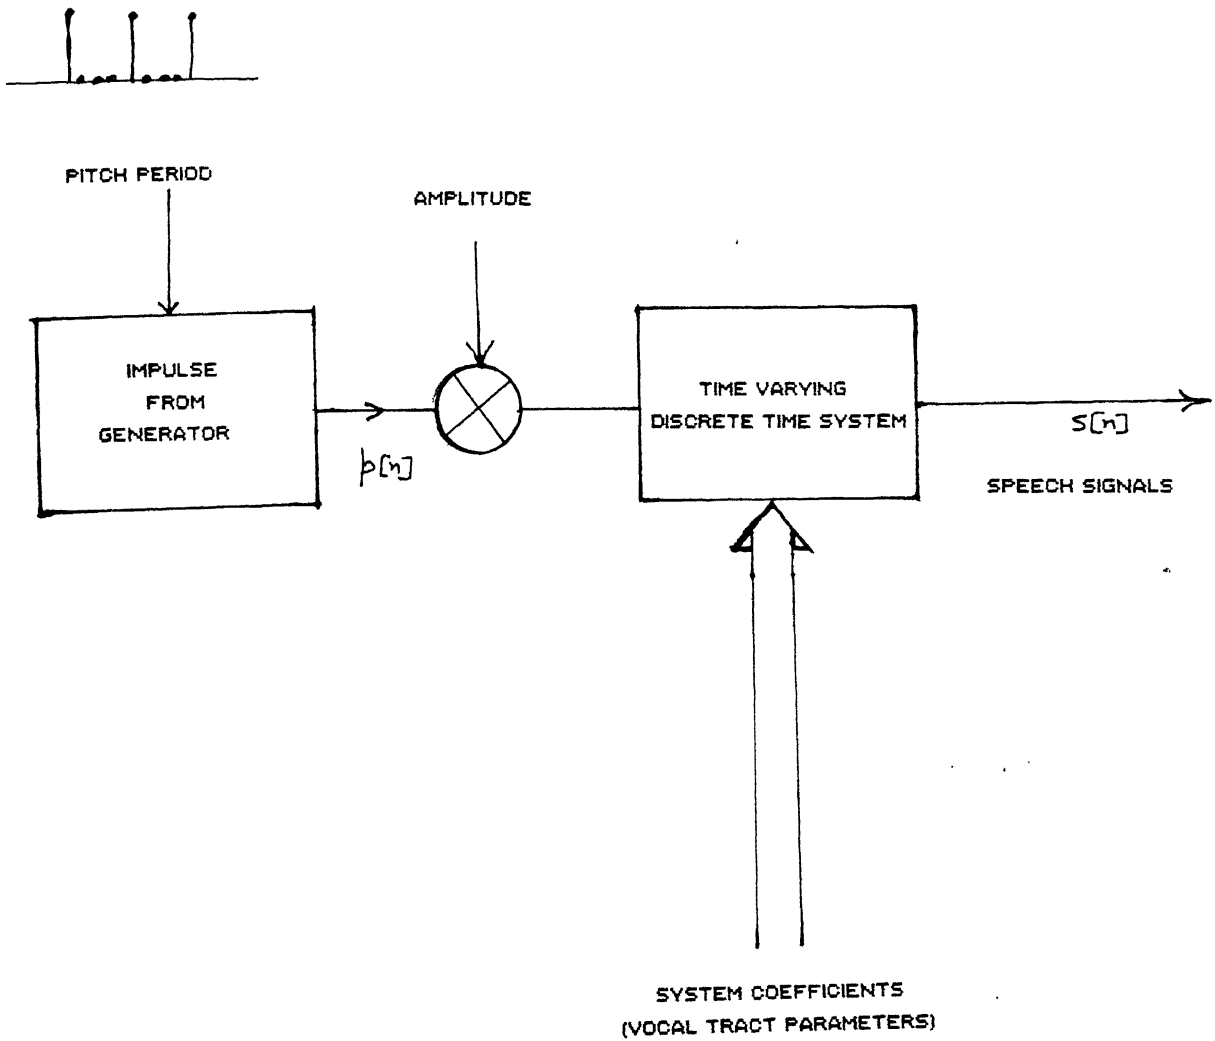 PITCH PERIOD
AMPLITUDE
IMPULSE
FROM
GENERATOR
p[n]
TIME VARYING
DISCRETE TIME SYSTEM
S[n]
SPEECH SIGNALS
SYSTEM COEFFICIENTS
(VOCAL TRACT PARAMETERS)